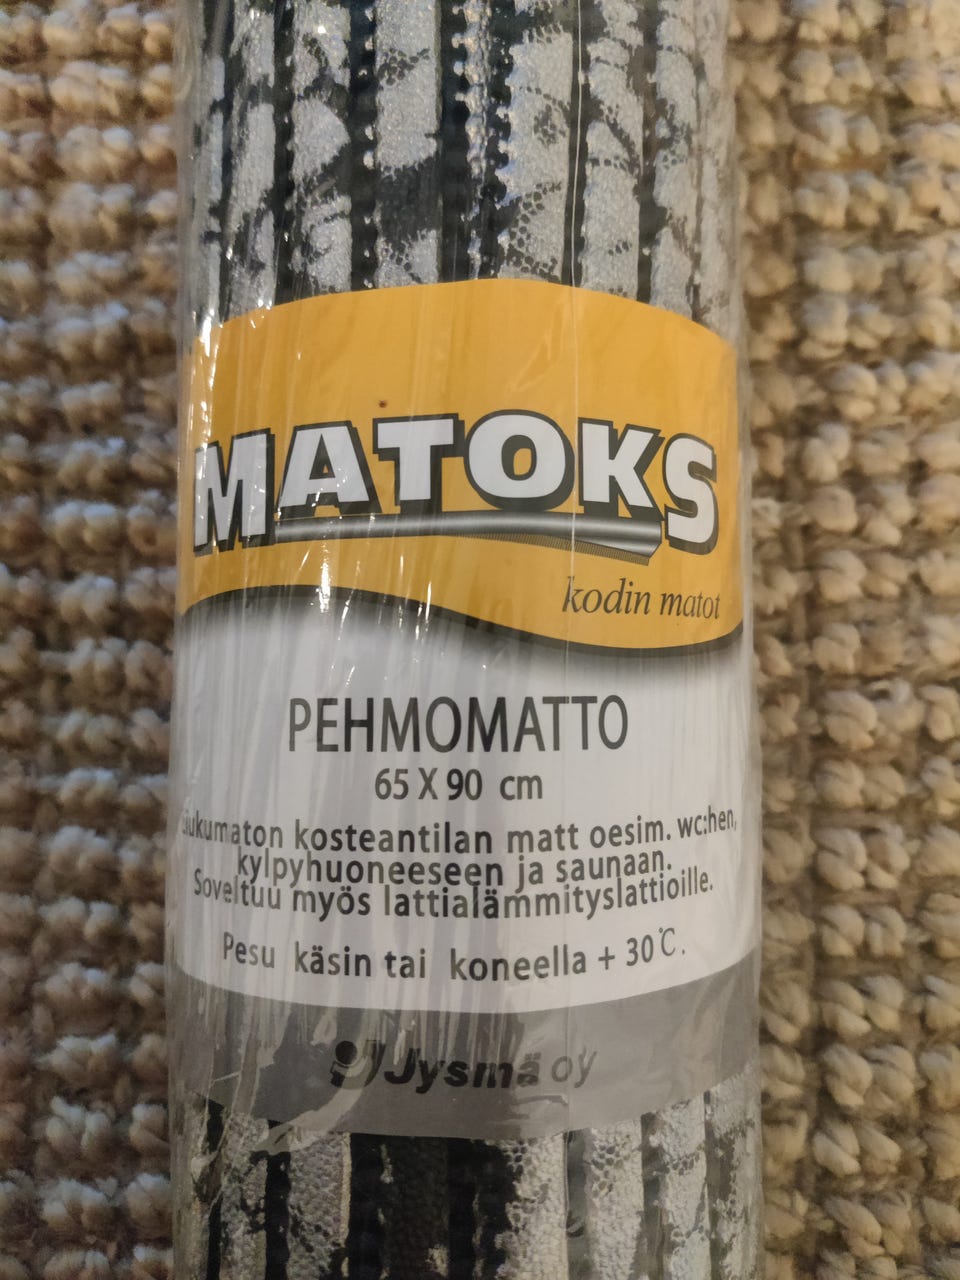 MATOKS
kodin matot
PEHMOMATTO
65 X 90 cm
Liukumaton kosteantilan matt oesim. wc:hen,
kylpyhuoneeseen ja saunaan.
Soveltuu myös lattialämmityslattioille.
Pesu käsin tai koneella + 30℃.
Jysmä oy